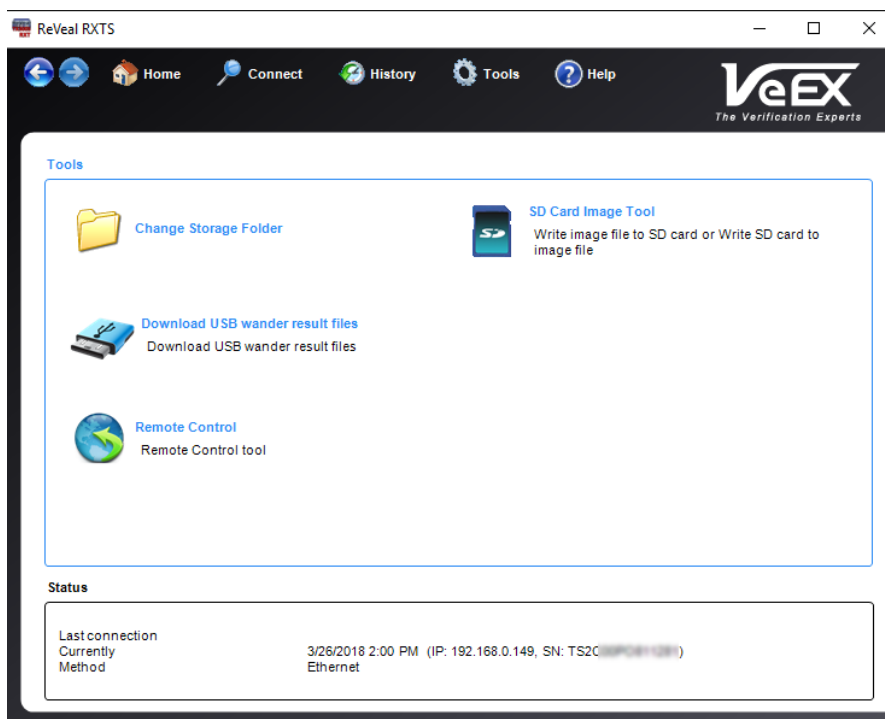 ReVeal RXTS
Home Connect History Tools Help
VeEX
The Verification Experts
Tools
Change Storage Folder
SD Card Image Tool
Write image file to SD card or Write SD card to
image file
Download USB wander result files
Download USB wander result files
Remote Control
Remote Control tool
Status
Last connection
Currently 3/26/2018 2:00 PM (IP: 192.168.0.149, SN: TS2C )
Method Ethernet